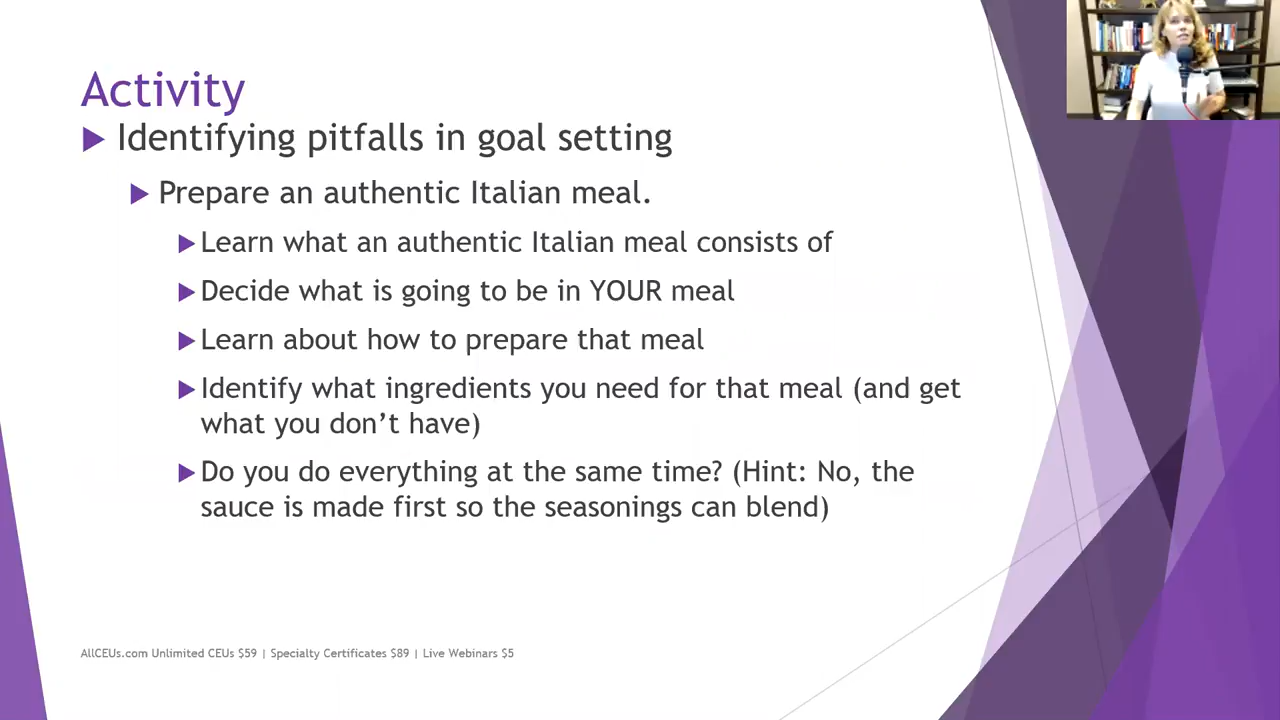 Activity
Identifying pitfalls in goal setting
Prepare an authentic Italian meal.
Learn what an authentic Italian meal consists of
Decide what is going to be in YOUR meal
Learn about how to prepare that meal
Identify what ingredients you need for that meal (and get
what you don’t have)
Do you do everything at the same time? (Hint: No, the
sauce is made first so the seasonings can blend)
AllCEUs.com Unlimited CEUs $59 | Specialty Certificates $89 | Live Webinars $5